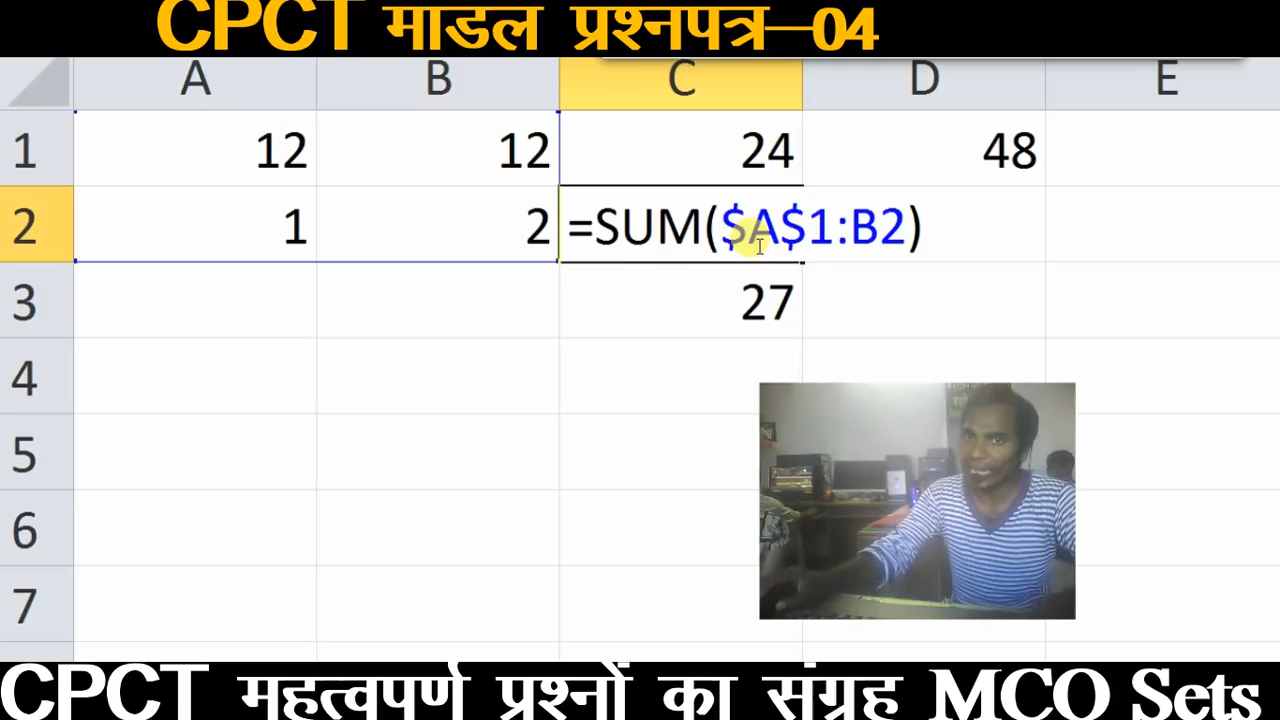 CPCT माडल प्रश्नपत्र–04
A B C D E
1 12 12 24 48
2 1 2 =SUM($A$1:B2)
3 27
4
5
6
7
CPCT महत्वपर्ण प्रश्नों का संग्रह MCQ Sets